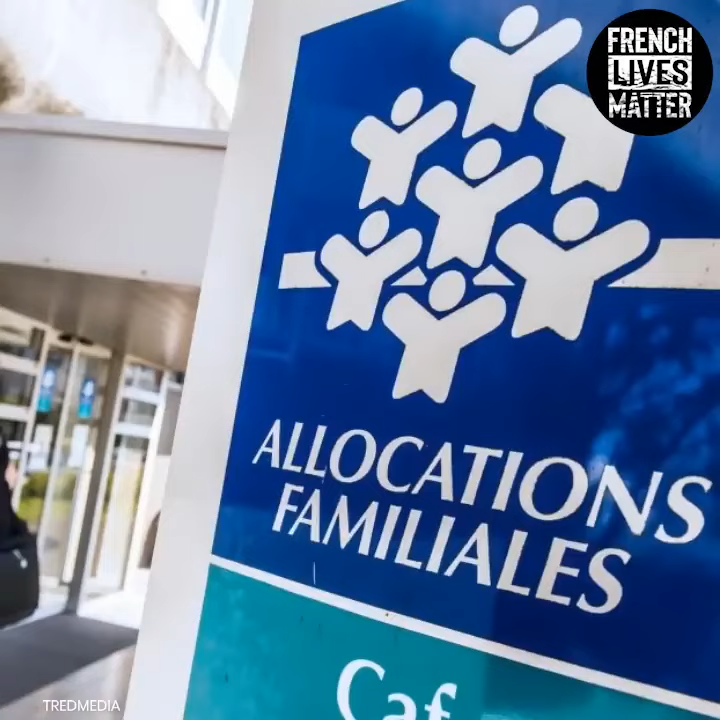 FRENCH
LIVES
MATTER
ALLOCATIONS
FAMILIALES
Caf
TREDMEDIA